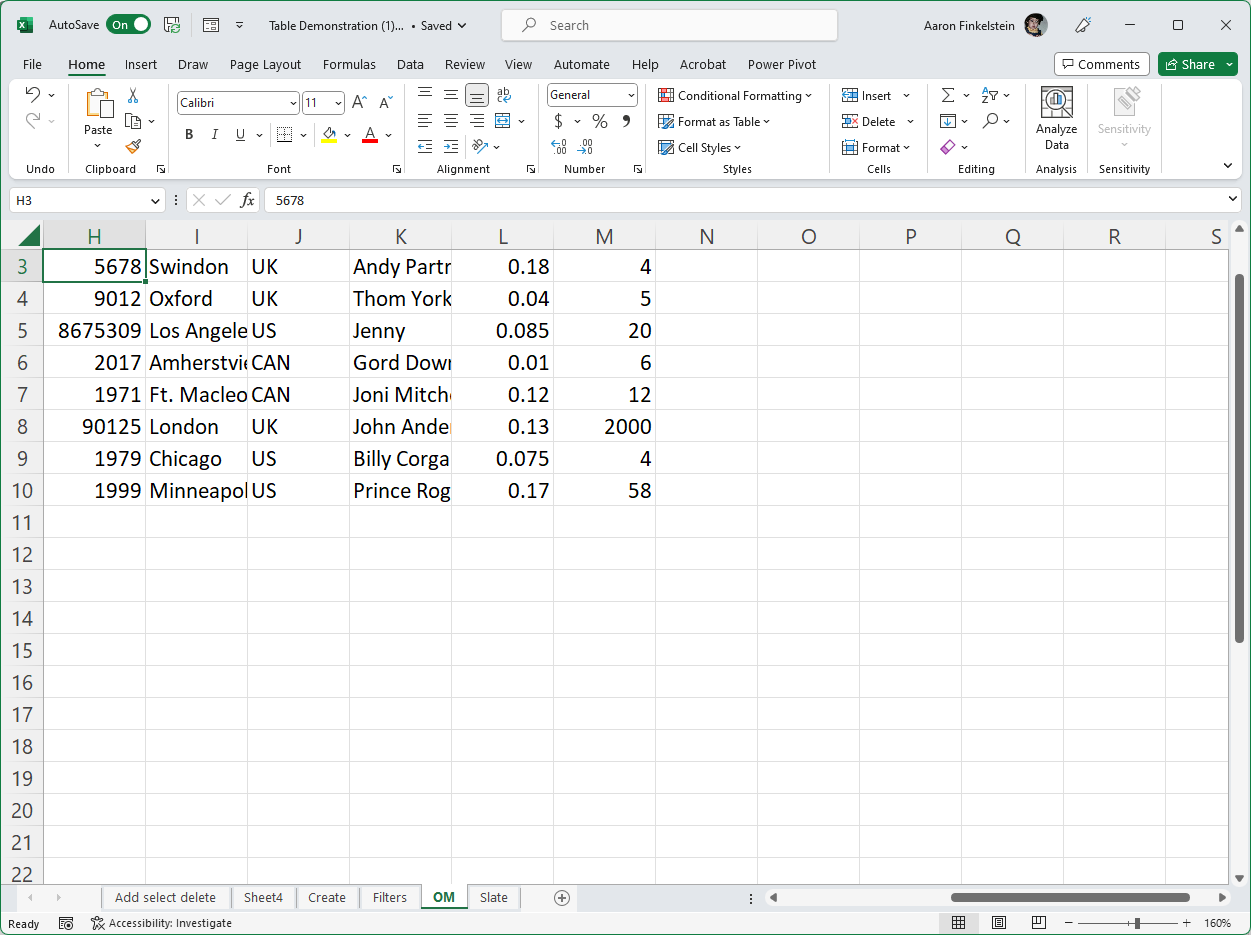 AutoSave On Table Demonstration (1)... • Saved Search Aaron Finkelstein
File Home Insert Draw Page Layout Formulas Data Review View Automate Help Acrobat Power Pivot Comments Share
Calibri 11 A A ab General Conditional Formatting Insert
Paste B I U A $ % Format as Table Delete Analyze Data Sensitivity
Cell Styles Format
Undo Clipboard Font Alignment Number Styles Cells Editing Analysis Sensitivity
H3 fx 5678
H I J K L M N O P Q R S
3 5678 Swindon UK Andy Partr 0.18 4
4 9012 Oxford UK Thom York 0.04 5
5 8675309 Los Angele US Jenny 0.085 20
6 2017 Amherstvie CAN Gord Down 0.01 6
7 1971 Ft. Macleo CAN Joni Mitche 0.12 12
8 90125 London UK John Ander 0.13 2000
9 1979 Chicago US Billy Corga 0.075 4
10 1999 Minneapol US Prince Rog 0.17 58
11
12
13
14
15
16
17
18
19
20
21
22
Add select delete Sheet4 Create Filters OM Slate
Ready Accessibility: Investigate 160%